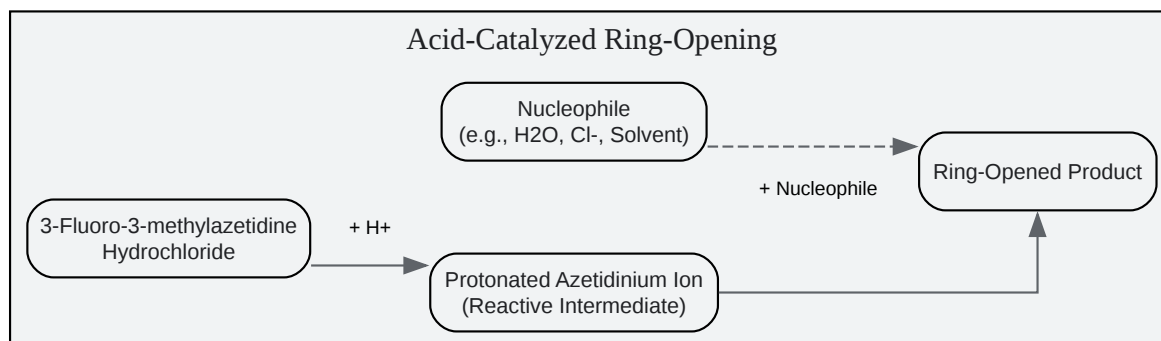 Acid-Catalyzed Ring-Opening
Nucleophile
(e.g., H2O, Cl-, Solvent)
+ Nucleophile
Ring-Opened Product
3-Fluoro-3-methylazetidine
Hydrochloride
+ H+
Protonated Azetidinium Ion
(Reactive Intermediate)